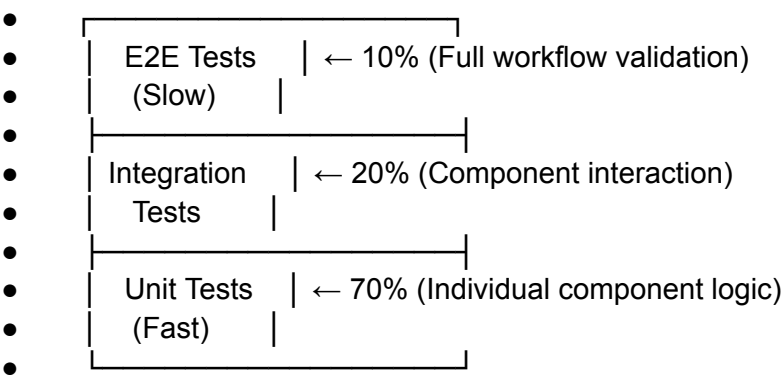 ● ┌─────────────────┐
● │ E2E Tests │ ← 10% (Full workflow validation)
● │ (Slow) │
● ├─────────────────┤
● │ Integration │ ← 20% (Component interaction)
● │ Tests │
● ├─────────────────┤
● │ Unit Tests │ ← 70% (Individual component logic)
● │ (Fast) │
● └─────────────────┘